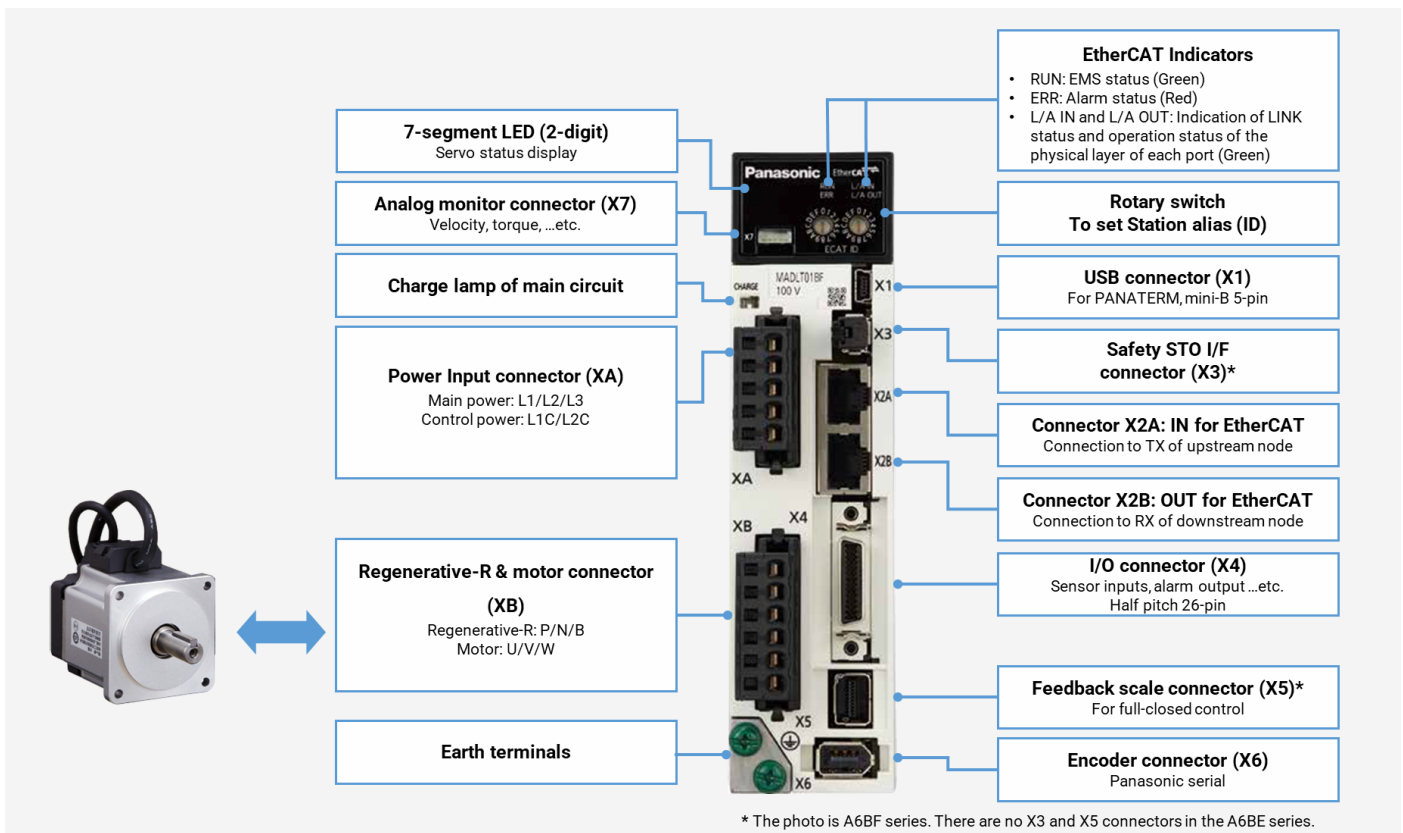 7-segment LED (2-digit)
Servo status display
Analog monitor connector (X7)
Velocity, torque, ...etc.
Charge lamp of main circuit
Power Input connector (XA)
Main power: L1/L2/L3
Control power: L1C/L2C
Regenerative-R & motor connector
(XB)
Regenerative-R: P/N/B
Motor: U/V/W
Earth terminals
Panasonic EtherCAT
RUN L/A IN
ERR L/A OUT
X7
ECAT ID
CHARGE
MADLT01BF
100 V
X1
X3
X2A
X2B
XA
XB
X4
X5
X6
EtherCAT Indicators
• RUN: EMS status (Green)
• ERR: Alarm status (Red)
• L/A IN and L/A OUT: Indication of LINK
status and operation status of the
physical layer of each port (Green)
Rotary switch
To set Station alias (ID)
USB connector (X1)
For PANATERM, mini-B 5-pin
Safety STO I/F
connector (X3)*
Connector X2A: IN for EtherCAT
Connection to TX of upstream node
Connector X2B: OUT for EtherCAT
Connection to RX of downstream node
I/O connector (X4)
Sensor inputs, alarm output ...etc.
Half pitch 26-pin
Feedback scale connector (X5)*
For full-closed control
Encoder connector (X6)
Panasonic serial
* The photo is A6BF series. There are no X3 and X5 connectors in the A6BE series.